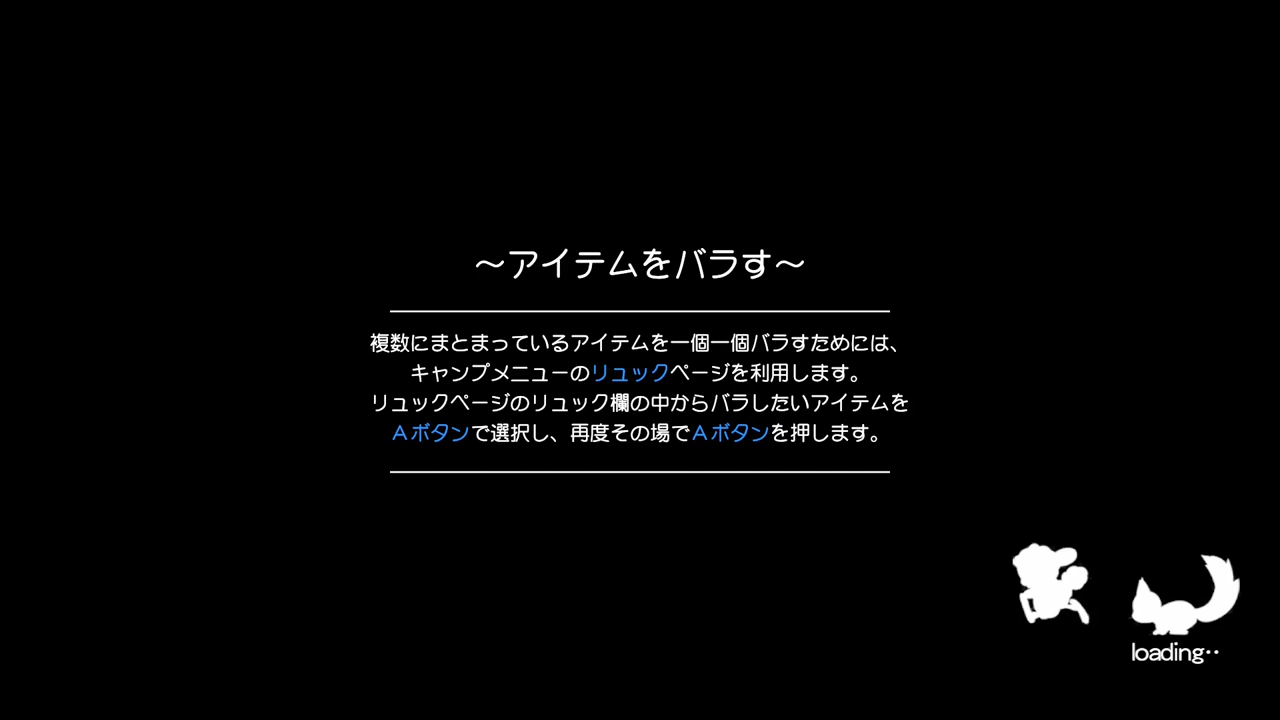 ～アイテムをバラす～
複数にまとまっているアイテムを一個一個バラすためには、
キャンプメニューのリュックページを利用します。
リュックページのリュック欄の中からバラしたいアイテムを
Ａボタンで選択し、再度その場でＡボタンを押します。
loading‥